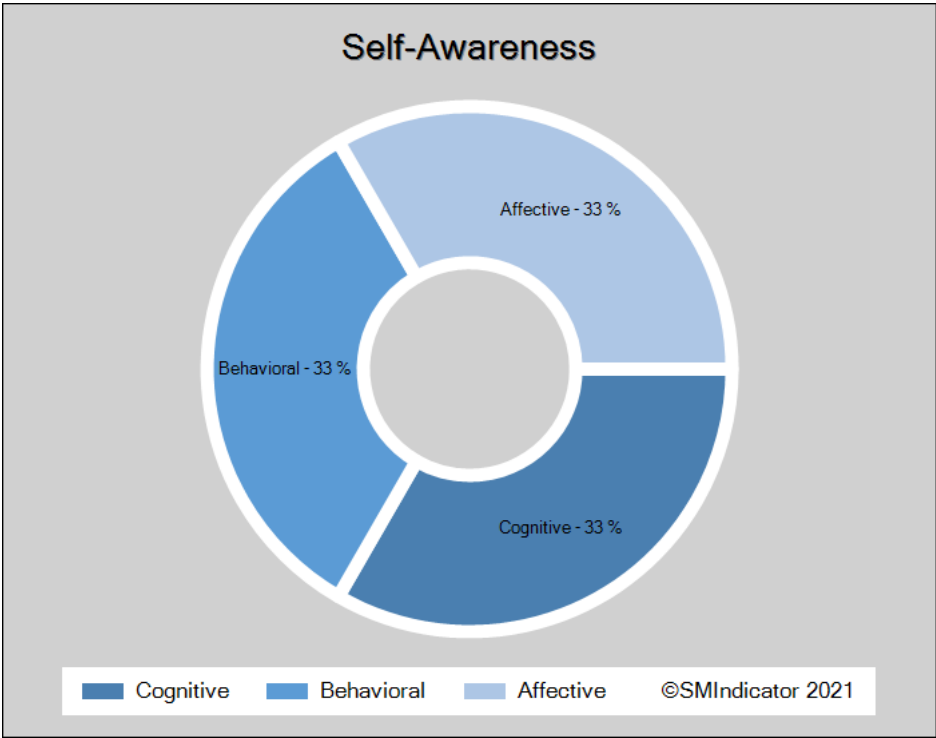 Self-Awareness
Affective - 33 %
Behavioral - 33 %
Cognitive - 33 %
Cognitive Behavioral Affective ©SMIndicator 2021